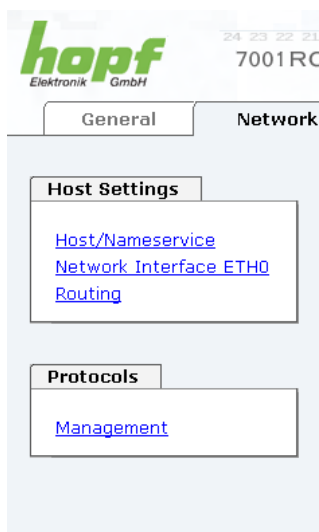 24 23 22 21
hopf
7001RC
Elektronik GmbH
General
Network
Host Settings
Host/Nameservice
Network Interface ETH0
Routing
Protocols
Management